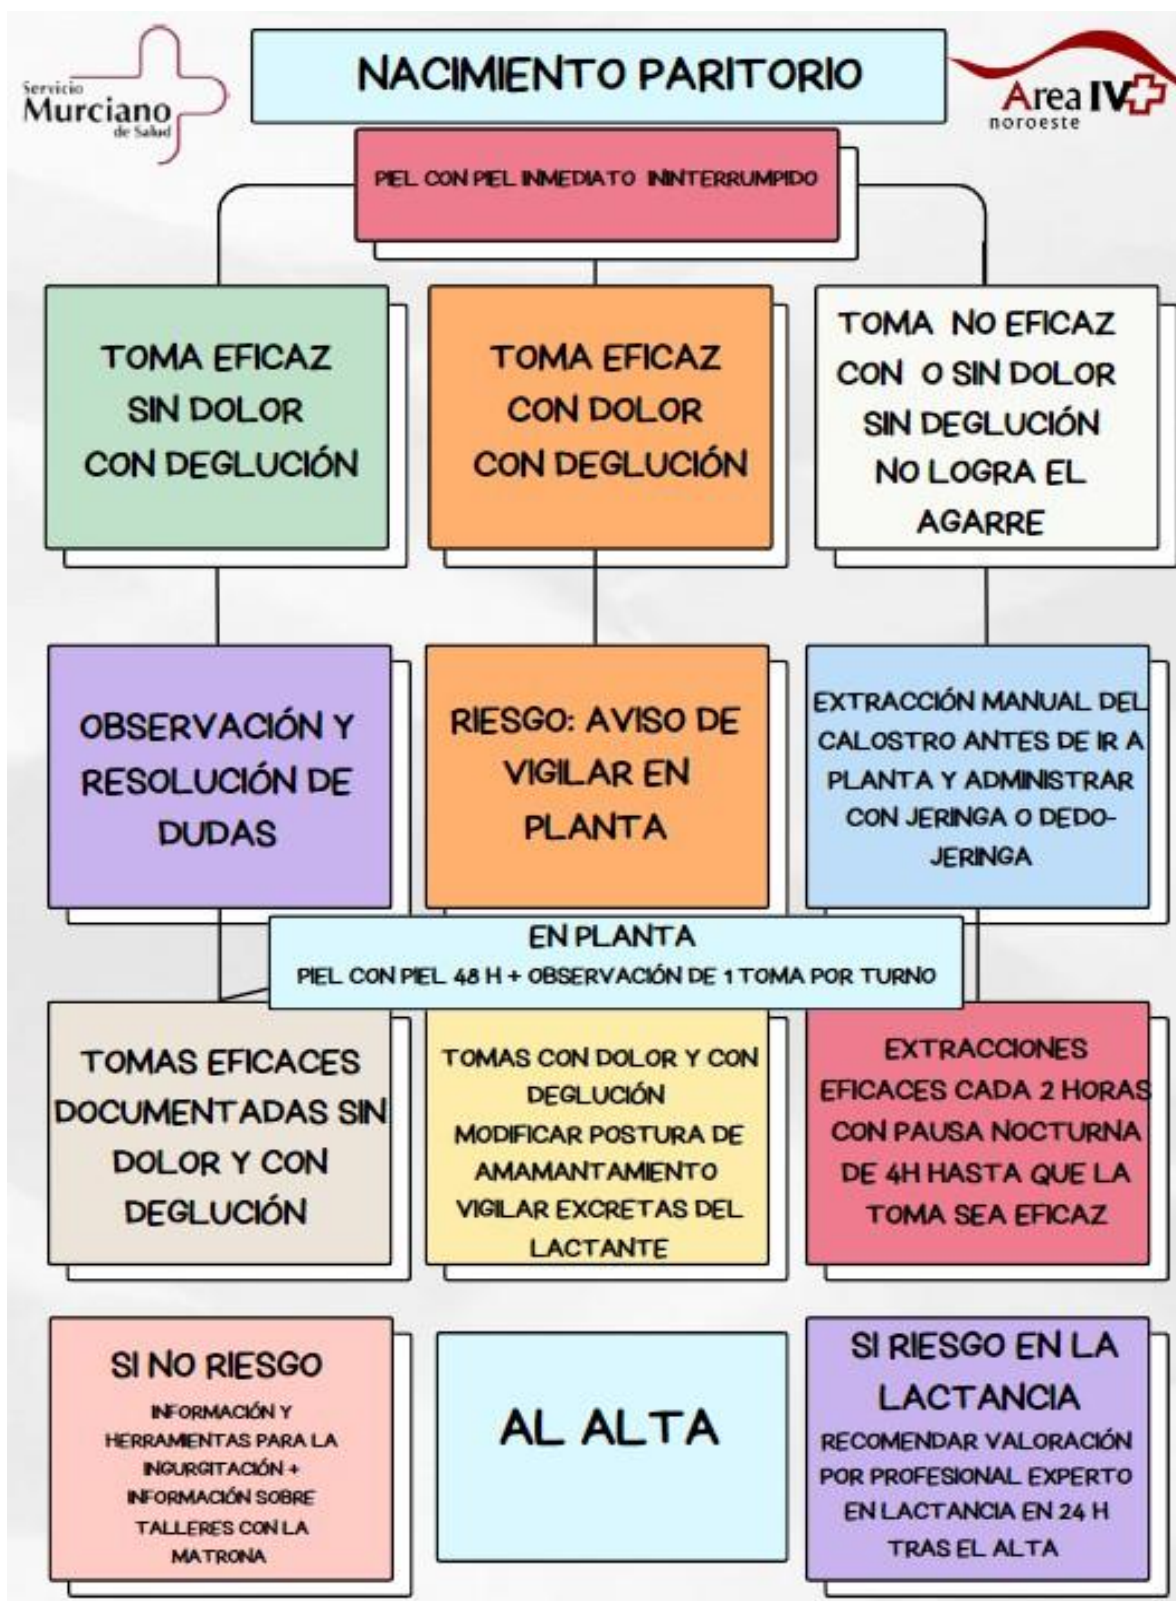 Servicio
Murciano
de Salud
NACIMIENTO PARITORIO
Area IV
noroeste
PIEL CON PIEL INMEDIATO ININTERRUMPIDO
TOMA EFICAZ
SIN DOLOR
CON DEGLUCIÓN
TOMA EFICAZ
CON DOLOR
CON DEGLUCIÓN
TOMA NO EFICAZ
CON O SIN DOLOR
SIN DEGLUCIÓN
NO LOGRA EL
AGARRE
OBSERVACIÓN Y
RESOLUCIÓN DE
DUDAS
RIESGO: AVISO DE
VIGILAR EN
PLANTA
EXTRACCIÓN MANUAL DEL
CALOSTRO ANTES DE IR A
PLANTA Y ADMINISTRAR
CON JERINGA O DEDO-
JERINGA
EN PLANTA
PIEL CON PIEL 48 H + OBSERVACIÓN DE 1 TOMA POR TURNO
TOMAS EFICACES
DOCUMENTADAS SIN
DOLOR Y CON
DEGLUCIÓN
TOMAS CON DOLOR Y CON
DEGLUCIÓN
MODIFICAR POSTURA DE
AMAMANTAMIENTO
VIGILAR EXCRETAS DEL
LACTANTE
EXTRACCIONES
EFICACES CADA 2 HORAS
CON PAUSA NOCTURNA
DE 4H HASTA QUE LA
TOMA SEA EFICAZ
SI NO RIESGO
INFORMACIÓN Y
HERRAMIENTAS PARA LA
INGURGITACIÓN +
INFORMACIÓN SOBRE
TALLERES CON LA
MATRONA
AL ALTA
SI RIESGO EN LA
LACTANCIA
RECOMENDAR VALORACIÓN
POR PROFESIONAL EXPERTO
EN LACTANCIA EN 24 H
TRAS EL ALTA